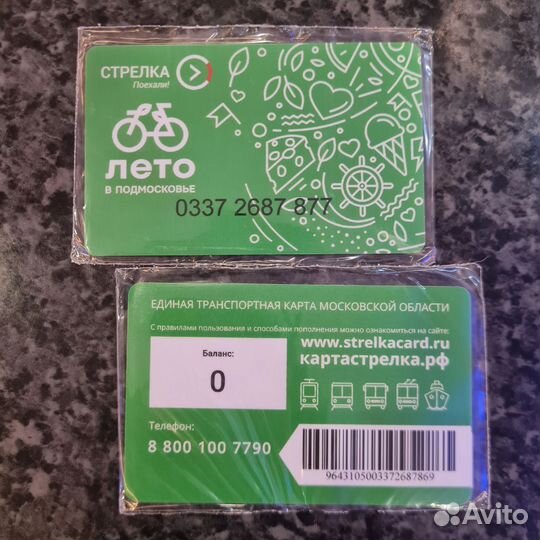 СТРЕЛКА
Поехали!
лето
В ПОДМОСКОВЬЕ
0337 2687 877
ЕДИНАЯ ТРАНСПОРТНАЯ КАРТА МОСКОВСКОЙ ОБЛАСТИ
С правилами пользования и способами пополнения можно ознакомиться на сайте:
www.strelkacard.ru
картастрелка.рф
Баланс:
0
Телефон:
8 800 100 7790
9643105003372687869
Avito